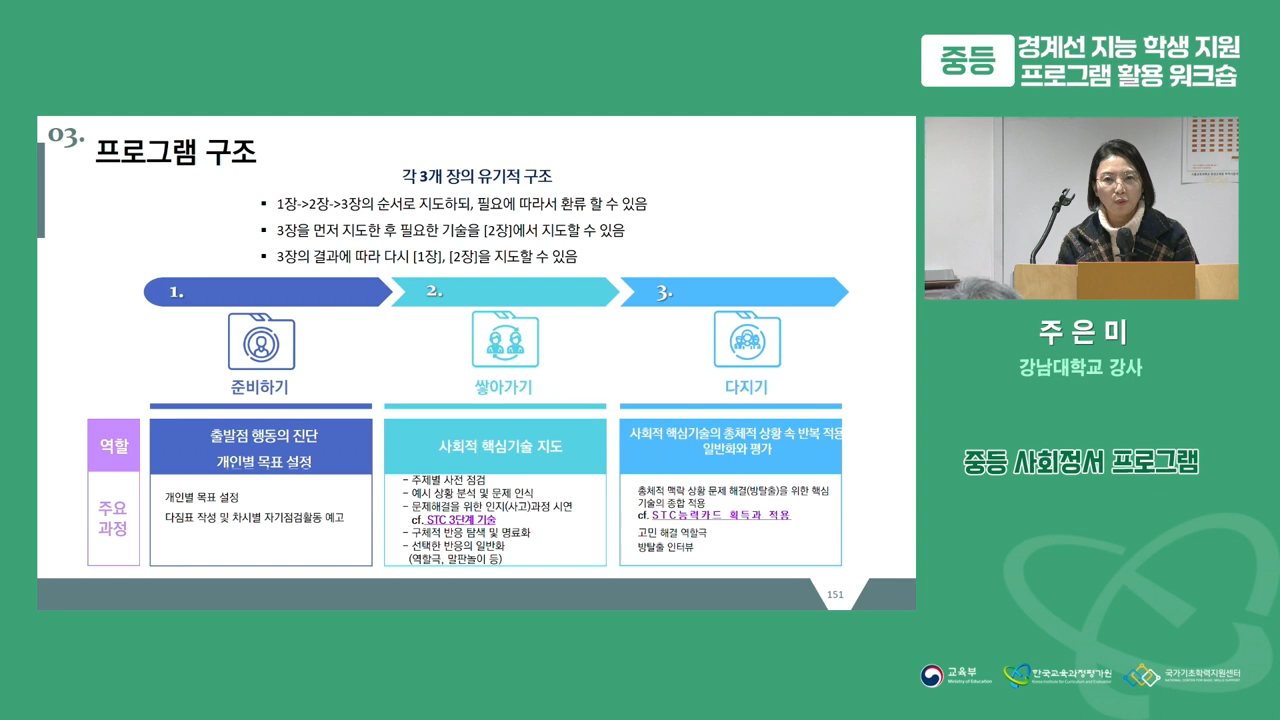 중등
경계선 지능 학생 지원
프로그램 활용 워크숍
03.
프로그램 구조
각 3개 장의 유기적 구조
▪ 1장->2장->3장의 순서로 지도하되, 필요에 따라서 환류 할 수 있음
▪ 3장을 먼저 지도한 후 필요한 기술을 [2장]에서 지도할 수 있음
▪ 3장의 결과에 따라 다시 [1장], [2장]을 지도할 수 있음
1.
2.
3.
준비하기
쌓아가기
다지기
역할
출발점 행동의 진단
개인별 목표 설정
사회적 핵심기술 지도
사회적 핵심기술의 총체적 상황 속 반복 적용
일반화와 평가
주요
과정
개인별 목표 설정
다짐표 작성 및 차시별 자기점검활동 예고
– 주제별 사전 점검
– 예시 상황 분석 및 문제 인식
– 문제해결을 위한 인지(사고)과정 시연
cf. STC 3단계 기술
– 구체적 반응 탐색 및 명료화
– 선택한 반응의 일반화
(역할극, 말판놀이 등)
총체적 맥락 상황 문제 해결(방탈출)을 위한 핵심
기술의 종합 적용
cf. STC능력카드 획득과 적용
고민 해결 역할극
방탈출 인터뷰
151
주은미
강남대학교 강사
중등 사회정서 프로그램
교육부
Ministry of Education
한국교육과정평가원
Korea Institute for Curriculum and Evaluation
국가기초학력지원센터
NATIONAL CENTER FOR BASIC SKILLS SUPPORT